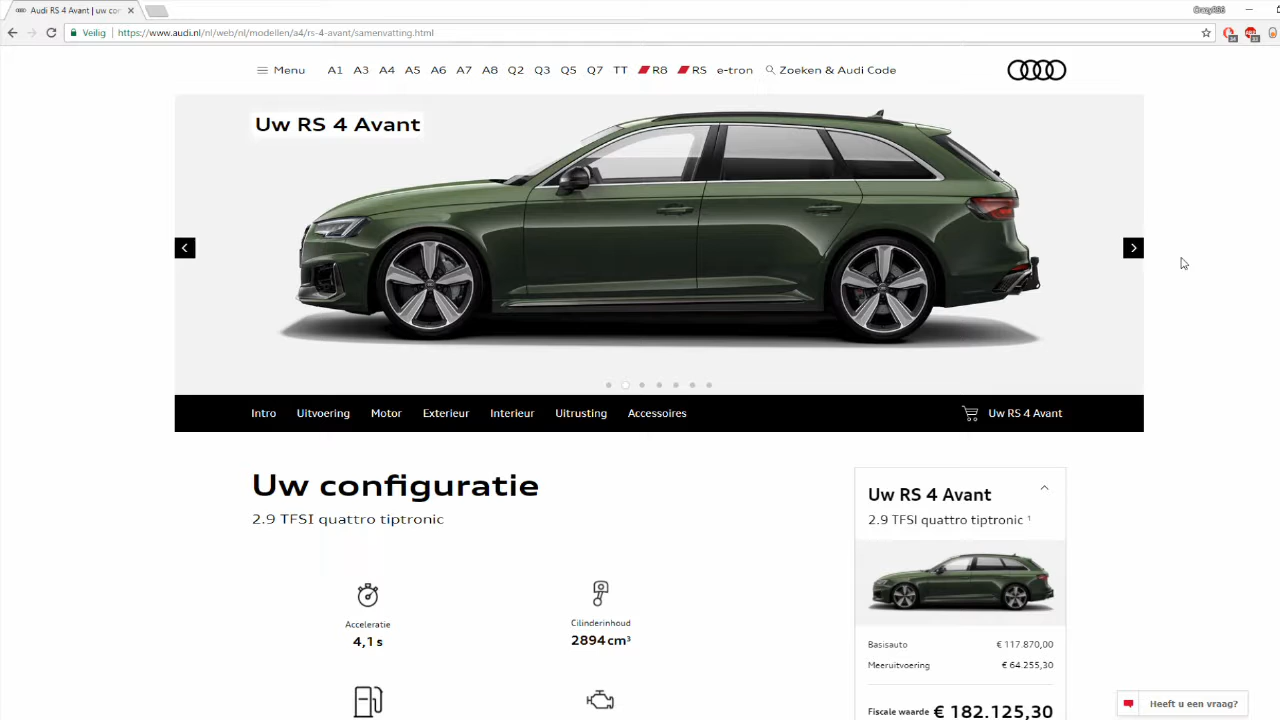 Audi RS 4 Avant | uw con
CrazyRS6
Veilig https://www.audi.nl/nl/web/nl/modellen/a4/rs-4-avant/samenvatting.html
Menu A1 A3 A4 A5 A6 A7 A8 Q2 Q3 Q5 Q7 TT R8 RS e-tron Zoeken & Audi Code
Uw RS 4 Avant
Intro Uitvoering Motor Exterieur Interieur Uitrusting Accessoires Uw RS 4 Avant
Uw configuratie
2.9 TFSI quattro tiptronic
Acceleratie
4,1 s
Cilinderinhoud
2894 cm³
Uw RS 4 Avant
2.9 TFSI quattro tiptronic ¹
Basisauto € 117.870,00
Meeruitvoering € 64.255,30
Fiscale waarde € 182.125,30
Heeft u een vraag?